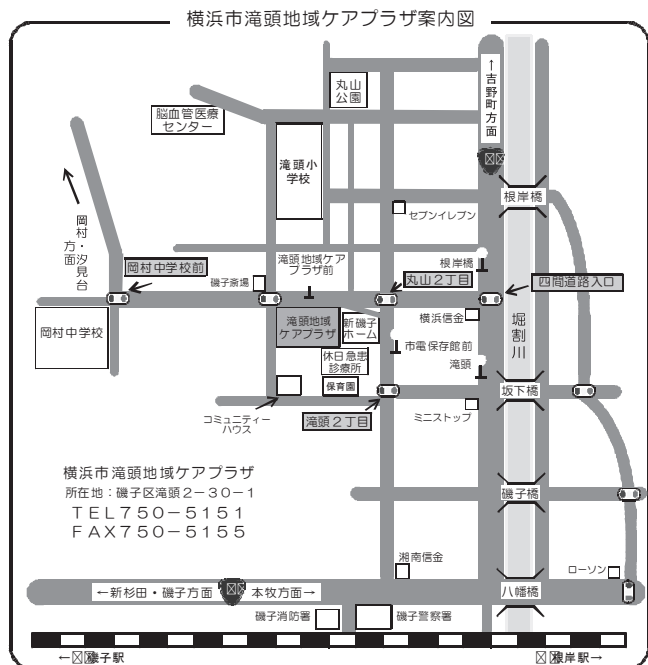 横浜市滝頭地域ケアプラザ案内図
丸山
公園
↑吉野町方面
脳血管医療
センター
滝頭小
学校
根岸橋
セブンイレブン
岡村・汐見台
方面
岡村中学校前
滝頭地域ケア
プラザ前
根岸橋
磯子斎場
丸山2丁目
四間道路入口
岡村中学校
滝頭地域
ケアプラザ
新磯子
ホーム
横浜信金
堀割川
市電保存館前
休日急患
診療所
滝頭
保育園
坂下橋
コミュニティー
ハウス
滝頭2丁目
ミニストップ
横浜市滝頭地域ケアプラザ
所在地：磯子区滝頭2－30－1
TEL750－5151
FAX750－5155
磯子橋
湘南信金
ローソン
←新杉田・磯子方面
本牧方面→
八幡橋
磯子消防署
磯子警察署
←磯子駅
根岸駅→